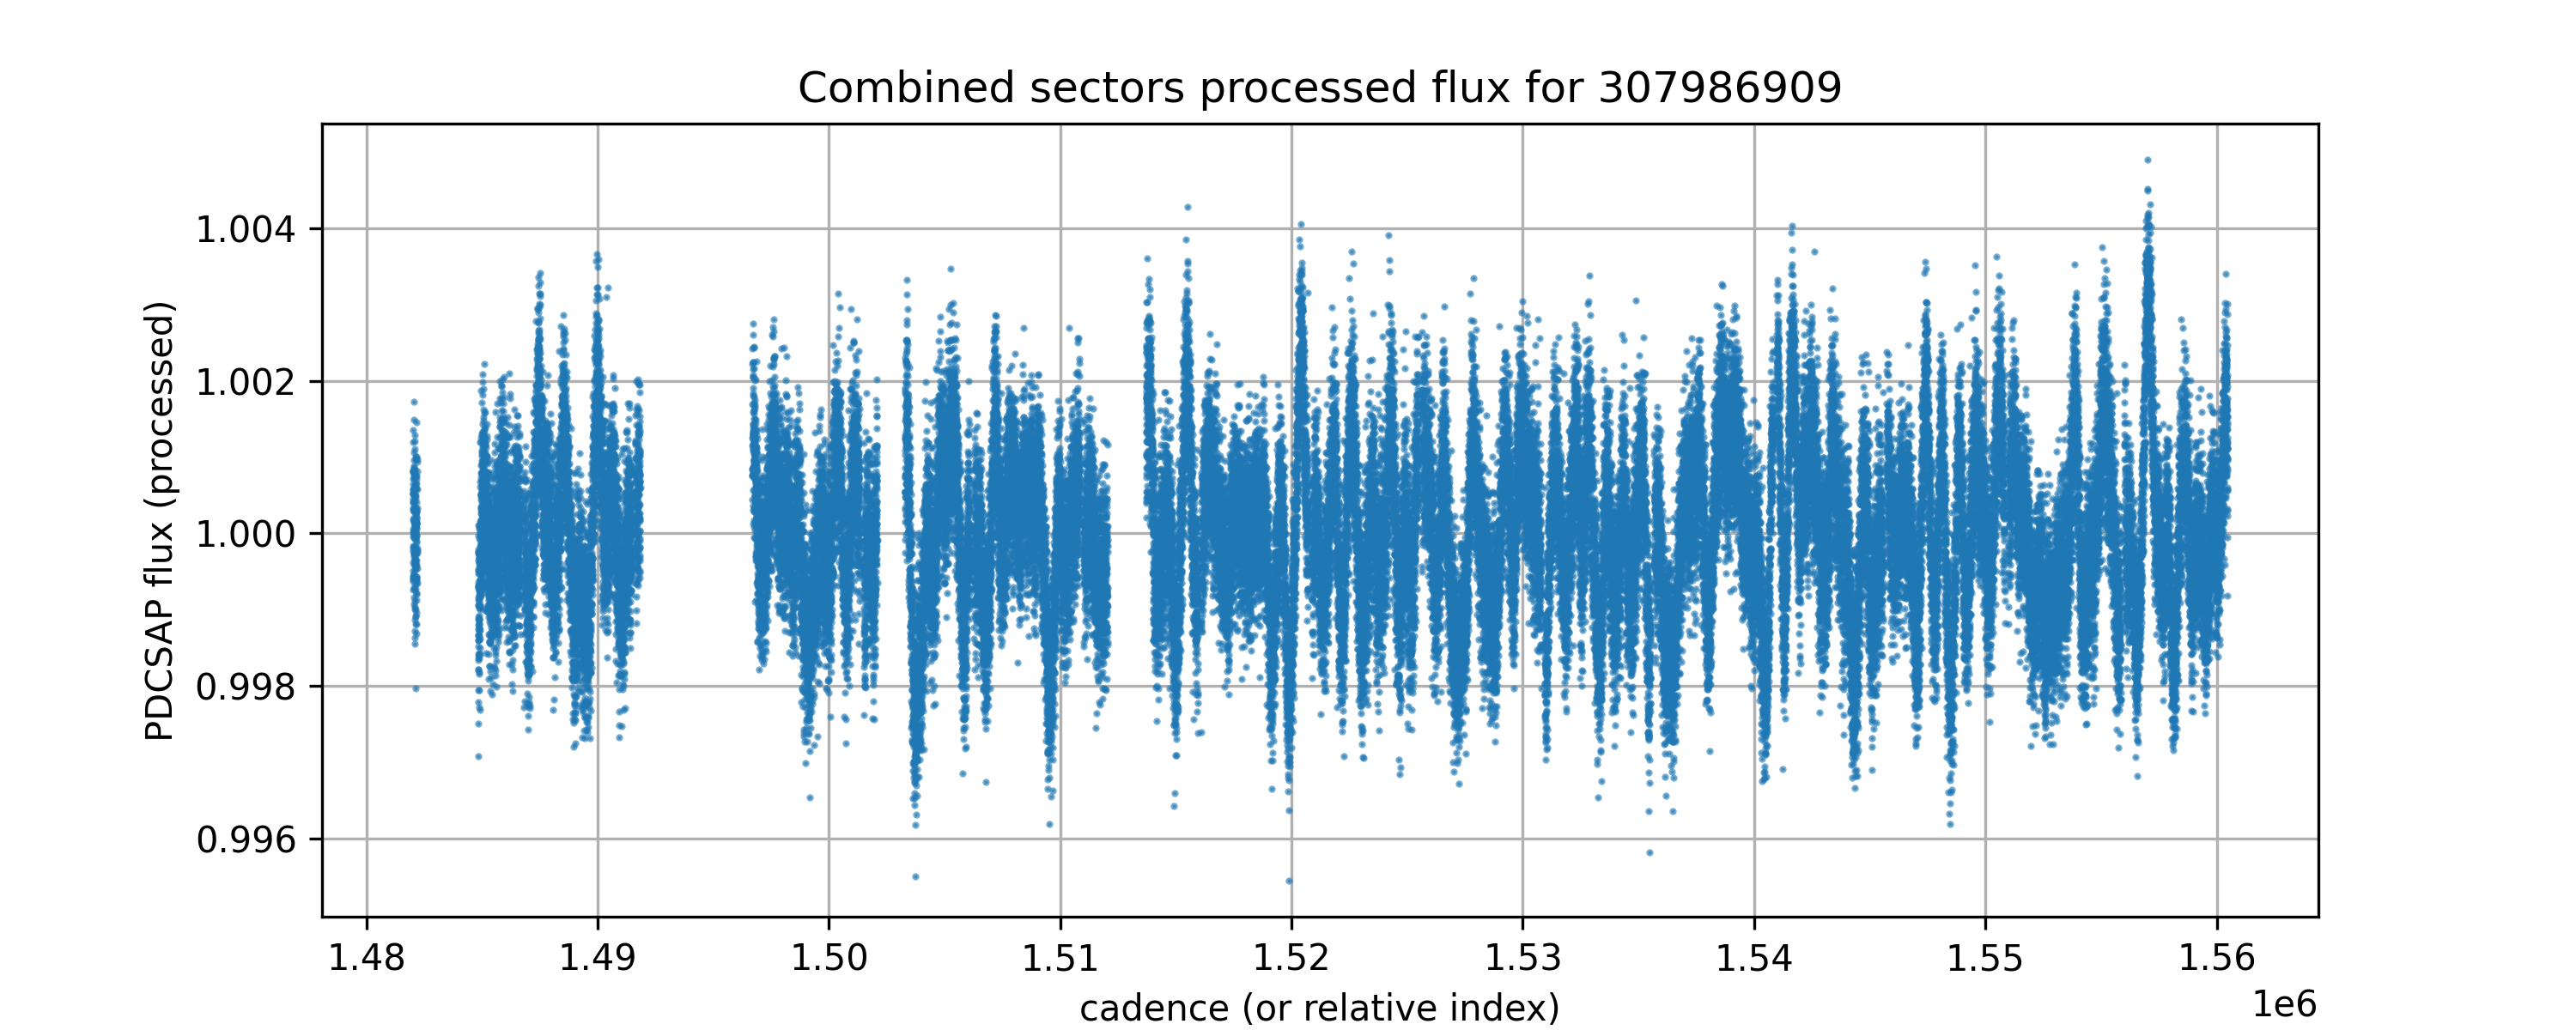 Combined sectors processed flux for 307986909
PDCSAP flux (processed)
1.004
1.002
1.000
0.998
0.996
1.48 1.49 1.50 1.51 1.52 1.53 1.54 1.55 1.56
1e6
cadence (or relative index)